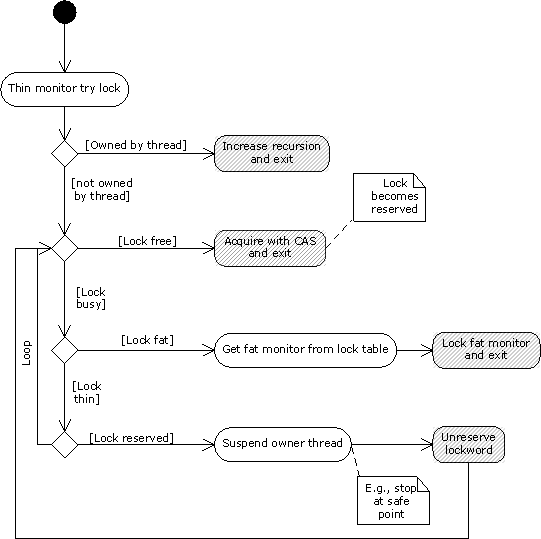 Thin monitor try lock
[Owned by thread]
Increase recursion
and exit
[not owned
by thread]
Lock
becomes
reserved
[Lock free]
Acquire with CAS
and exit
[Lock
busy]
Loop
[Lock fat]
Get fat monitor from lock table
Lock fat monitor
and exit
[Lock
thin]
[Lock reserved]
Suspend owner thread
Unreserve
lockword
E.g., stop
at safe
point